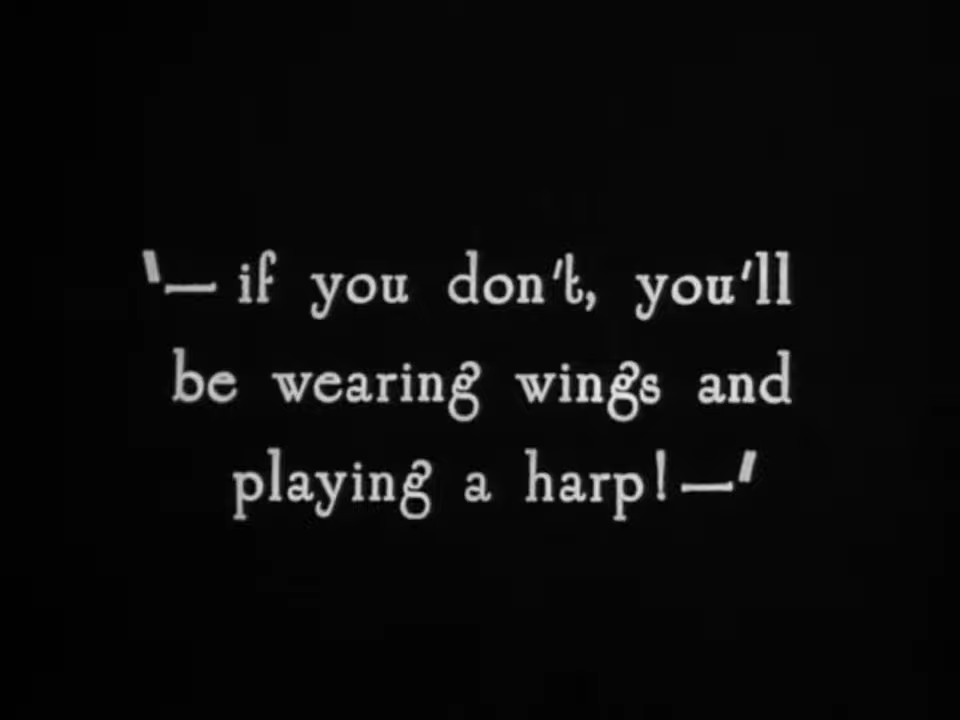 '— if you don't, you'll
be wearing wings and
playing a harp! —'